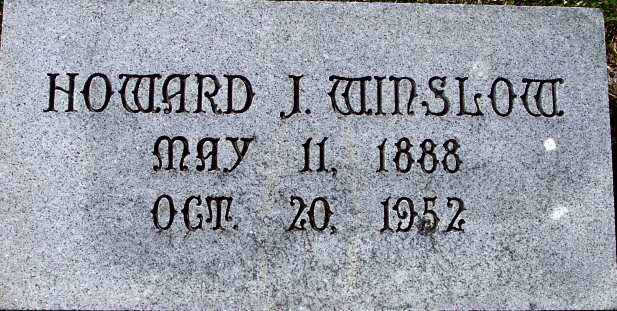 HOWARD J. WINSLOW
MAY 11, 1888
OCT. 20, 1952